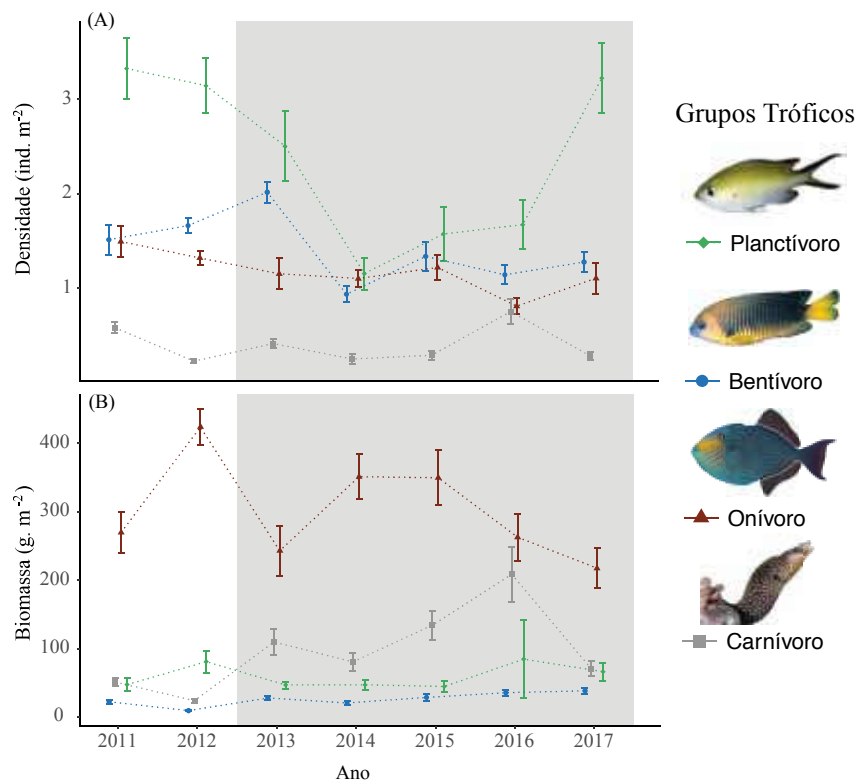 (A)
3
2
1
Densidade (ind. m⁻²)
(B)
400
300
200
100
0
Biomassa (g. m⁻²)
2011 2012 2013 2014 2015 2016 2017
Ano
Grupos Tróficos
Planctívoro
Bentívoro
Onívoro
Carnívoro